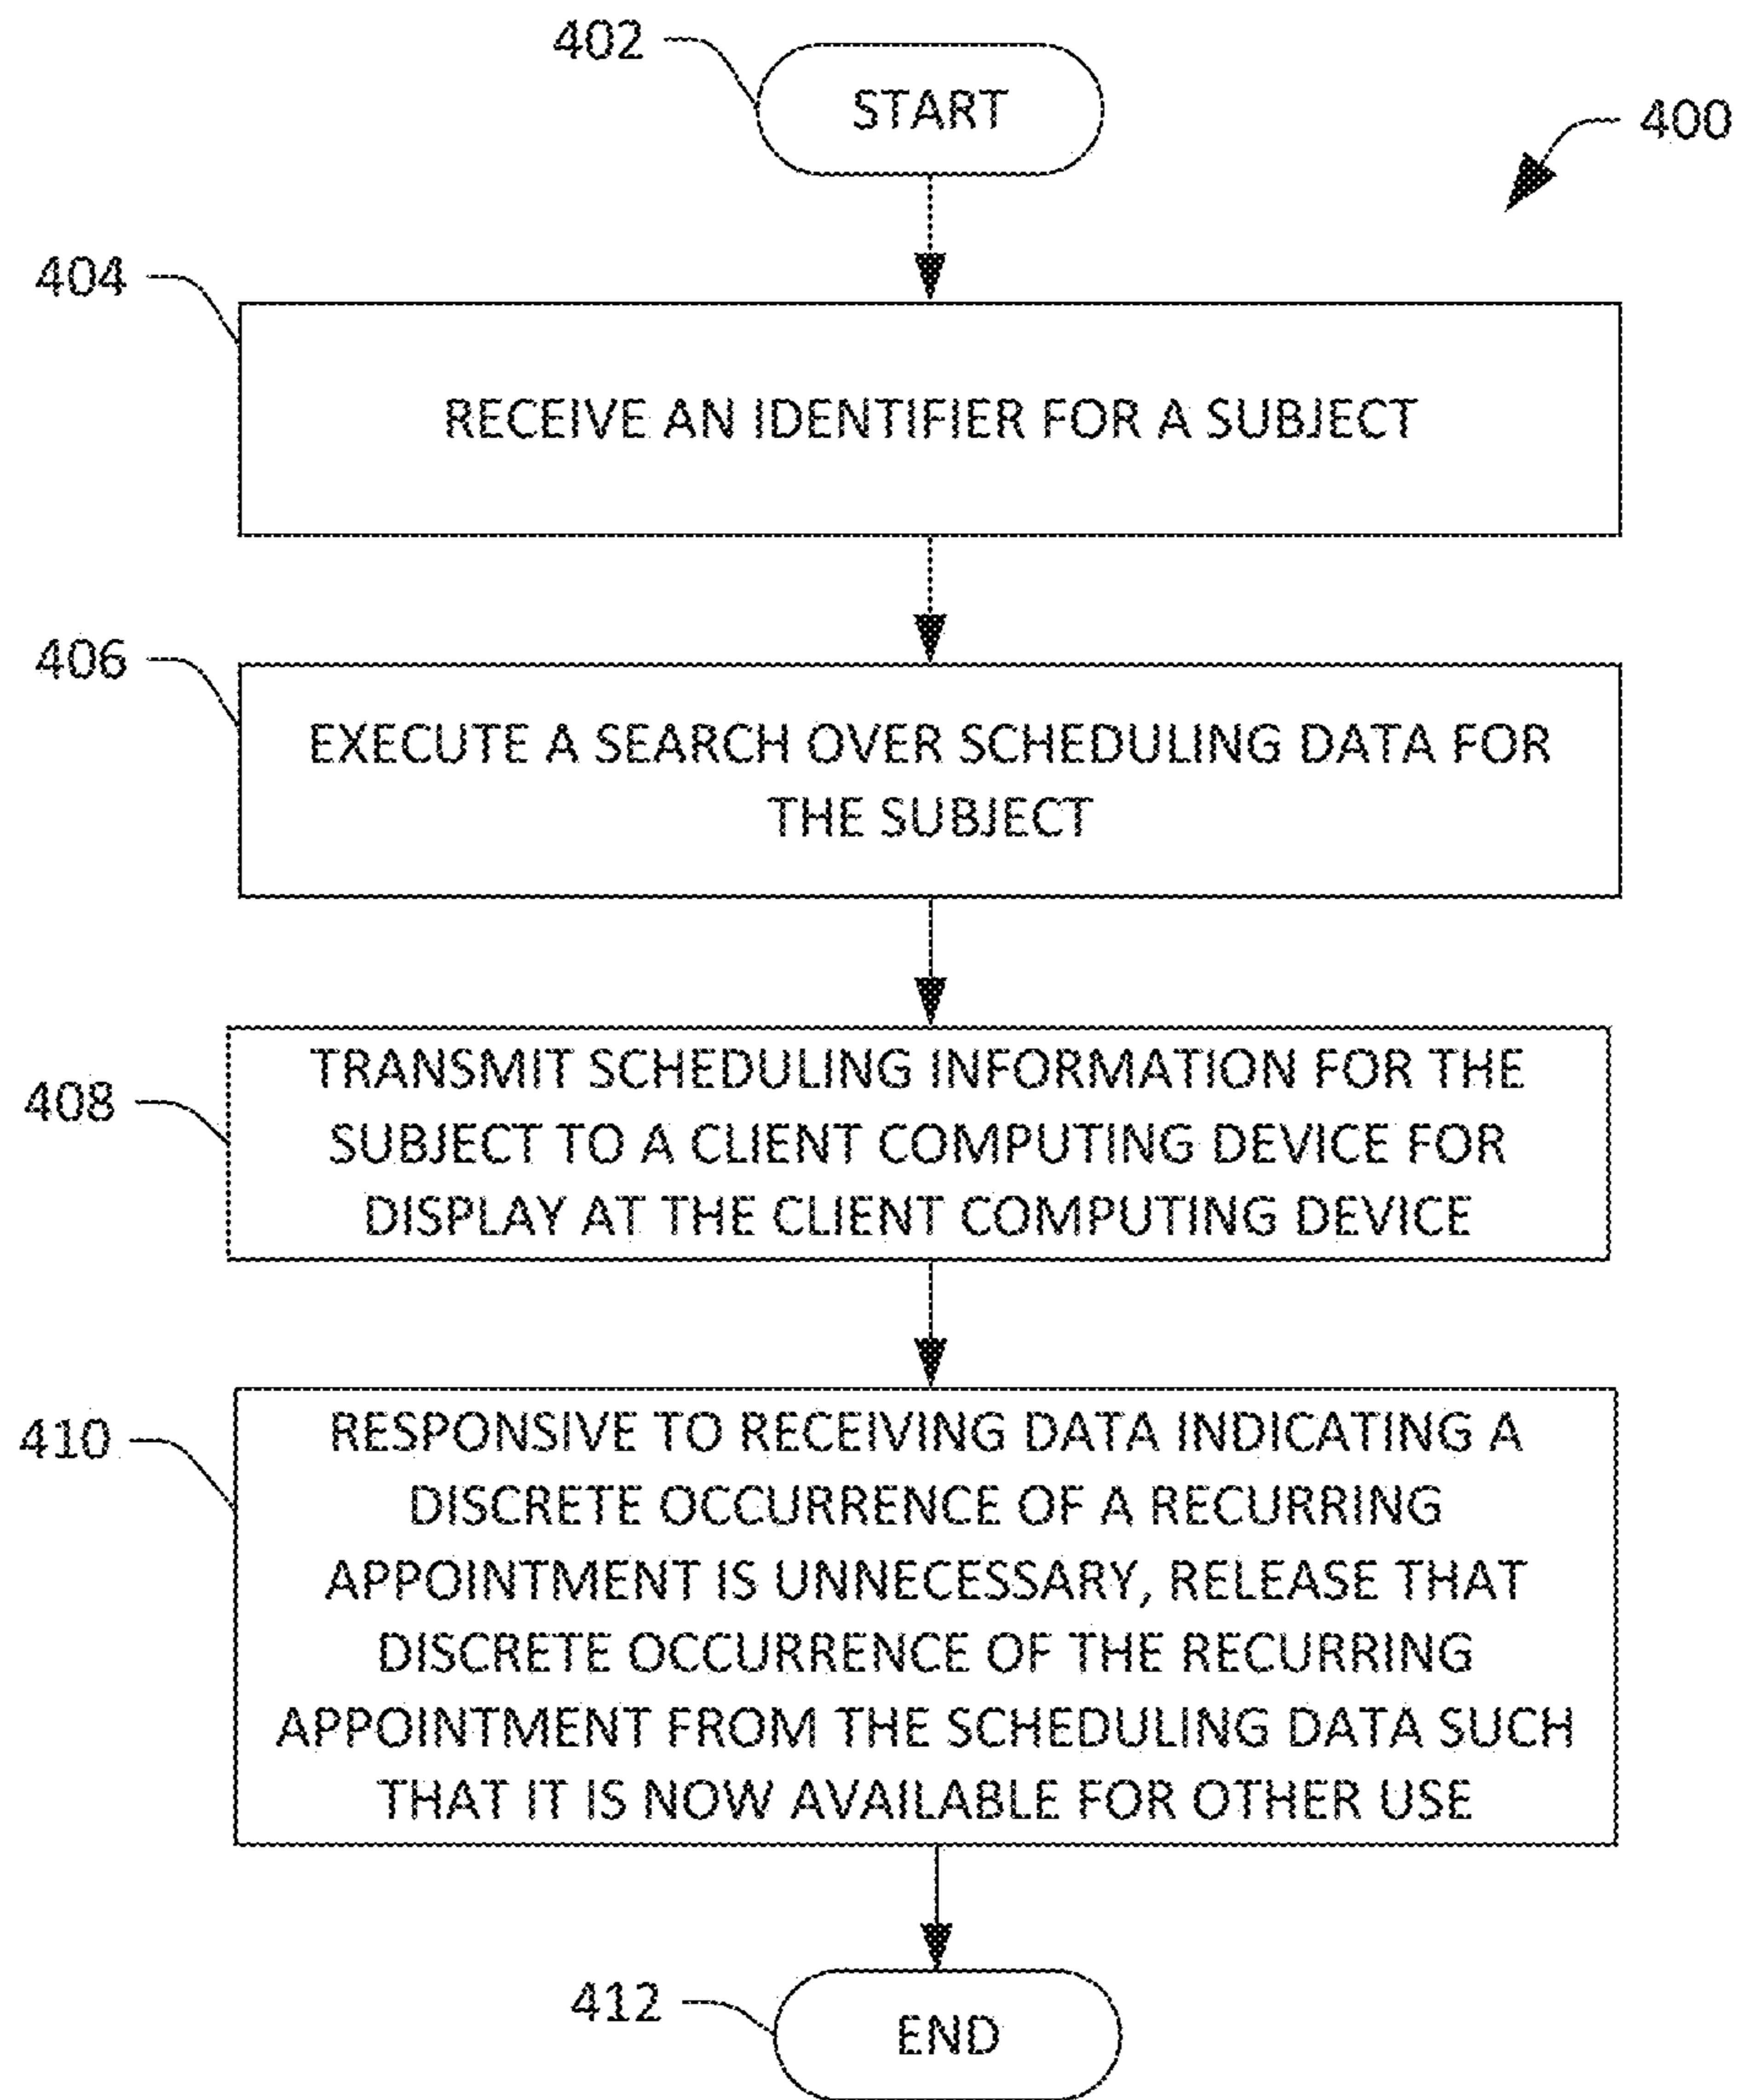 402
START
400
404
RECEIVE AN IDENTIFIER FOR A SUBJECT
406
EXECUTE A SEARCH OVER SCHEDULING DATA FOR
THE SUBJECT
408
TRANSMIT SCHEDULING INFORMATION FOR THE
SUBJECT TO A CLIENT COMPUTING DEVICE FOR
DISPLAY AT THE CLIENT COMPUTING DEVICE
410
RESPONSIVE TO RECEIVING DATA INDICATING A
DISCRETE OCCURRENCE OF A RECURRING
APPOINTMENT IS UNNECESSARY, RELEASE THAT
DISCRETE OCCURRENCE OF THE RECURRING
APPOINTMENT FROM THE SCHEDULING DATA SUCH
THAT IT IS NOW AVAILABLE FOR OTHER USE
412
END